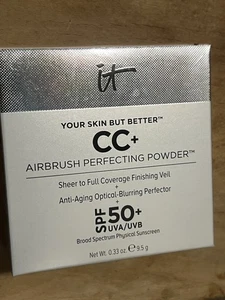 it
YOUR SKIN BUT BETTER™
CC+
AIRBRUSH PERFECTING POWDER™
Sheer to Full Coverage Finishing Veil
+
Anti-Aging Optical-Blurring Perfector
+
SPF 50+
UVA/UVB
Broad Spectrum Physical Sunscreen
Net Wt. 0.33 oz. ℮ 9.5 g